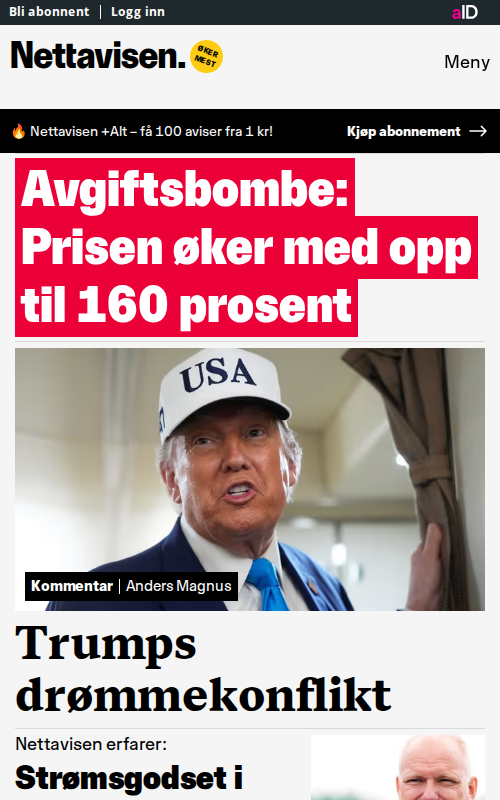 Bli abonnent | Logg inn
aID
Nettavisen.
ØKER
MEST
Meny
Nettavisen +Alt – få 100 aviser fra 1 kr!
Kjøp abonnement
Avgiftsbombe:
Prisen øker med opp
til 160 prosent
USA
Kommentar | Anders Magnus
Trumps
drømmekonflikt
Nettavisen erfarer:
Strømsgodset i